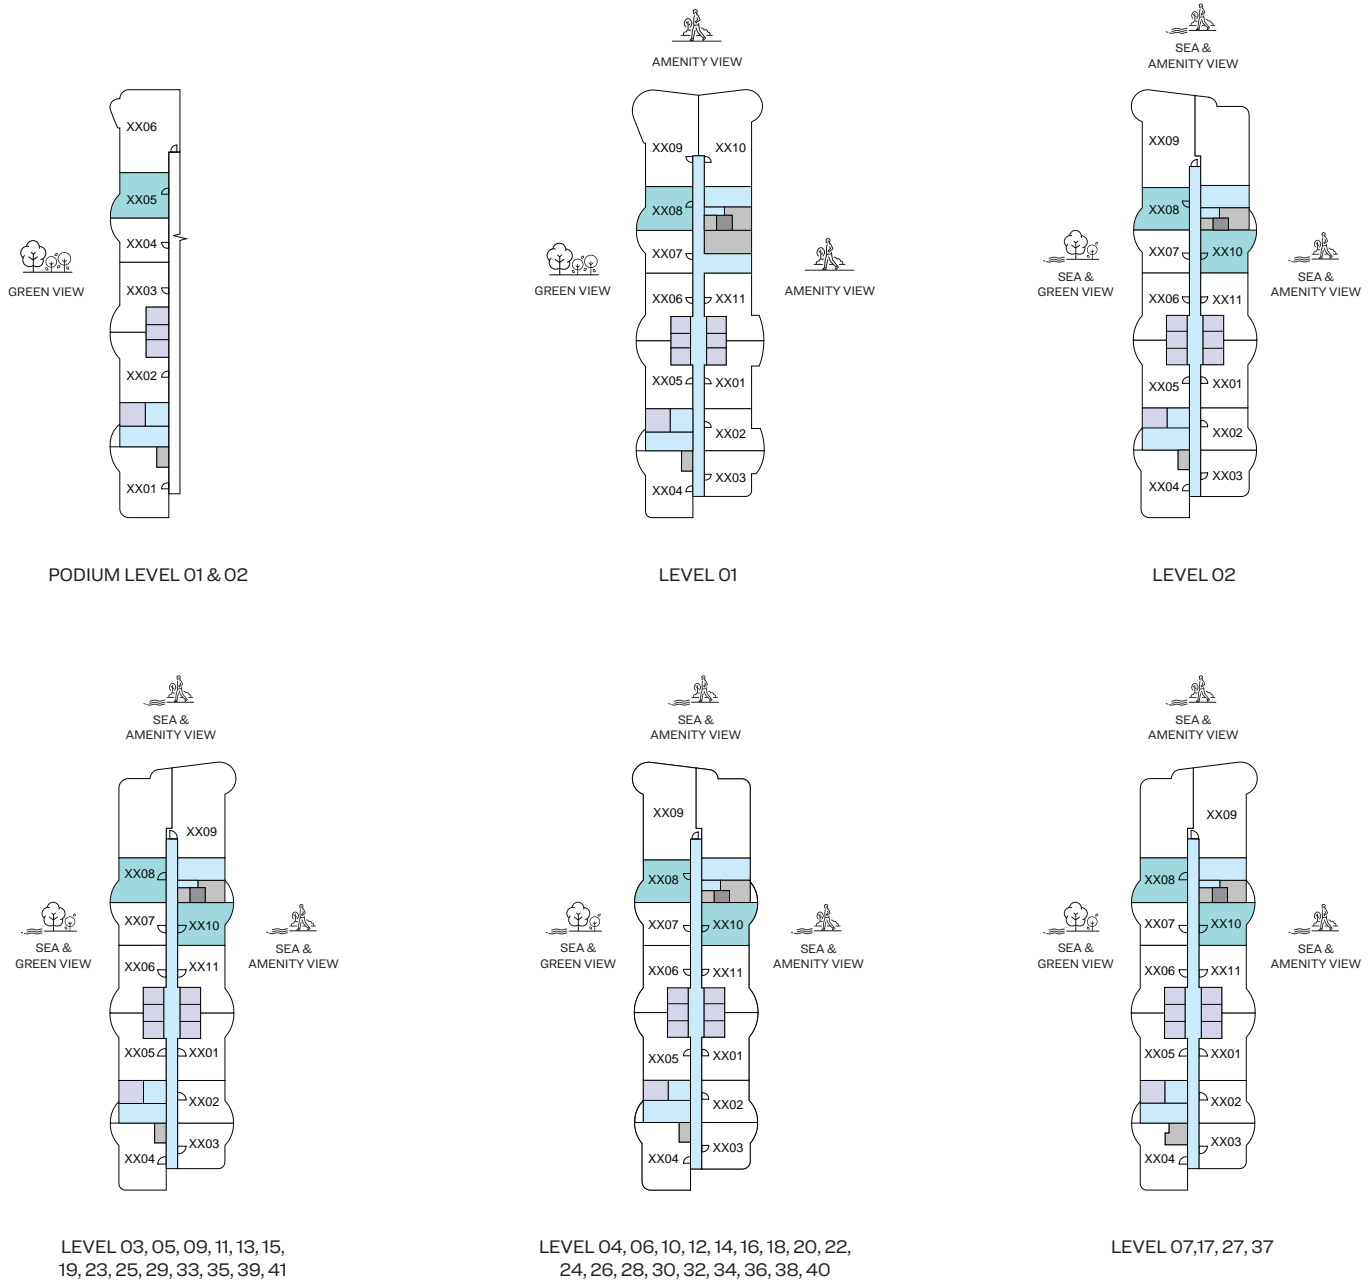 XX06
XX05
XX04
XX03
XX02
XX01
GREEN VIEW
PODIUM LEVEL 01 & 02
AMENITY VIEW
XX09 XX10
XX08
XX07
XX06 XX11
XX05 XX01
XX02
XX04 XX03
GREEN VIEW
AMENITY VIEW
LEVEL 01
SEA &
AMENITY VIEW
XX09
XX08
XX07 XX10
XX06 XX11
XX05 XX01
XX02
XX04 XX03
SEA &
GREEN VIEW
SEA &
AMENITY VIEW
LEVEL 02
SEA &
AMENITY VIEW
XX09
XX08
XX07 XX10
XX06 XX11
XX05 XX01
XX02
XX04 XX03
SEA &
GREEN VIEW
SEA &
AMENITY VIEW
LEVEL 03, 05, 09, 11, 13, 15,
19, 23, 25, 29, 33, 35, 39, 41
SEA &
AMENITY VIEW
XX09
XX08
XX07 XX10
XX06 XX11
XX05 XX01
XX02
XX04 XX03
SEA &
GREEN VIEW
SEA &
AMENITY VIEW
LEVEL 04, 06, 10, 12, 14, 16, 18, 20, 22,
24, 26, 28, 30, 32, 34, 36, 38, 40
SEA &
AMENITY VIEW
XX09
XX08
XX07 XX10
XX06 XX11
XX05 XX01
XX02
XX04 XX03
SEA &
GREEN VIEW
SEA &
AMENITY VIEW
LEVEL 07,17, 27, 37